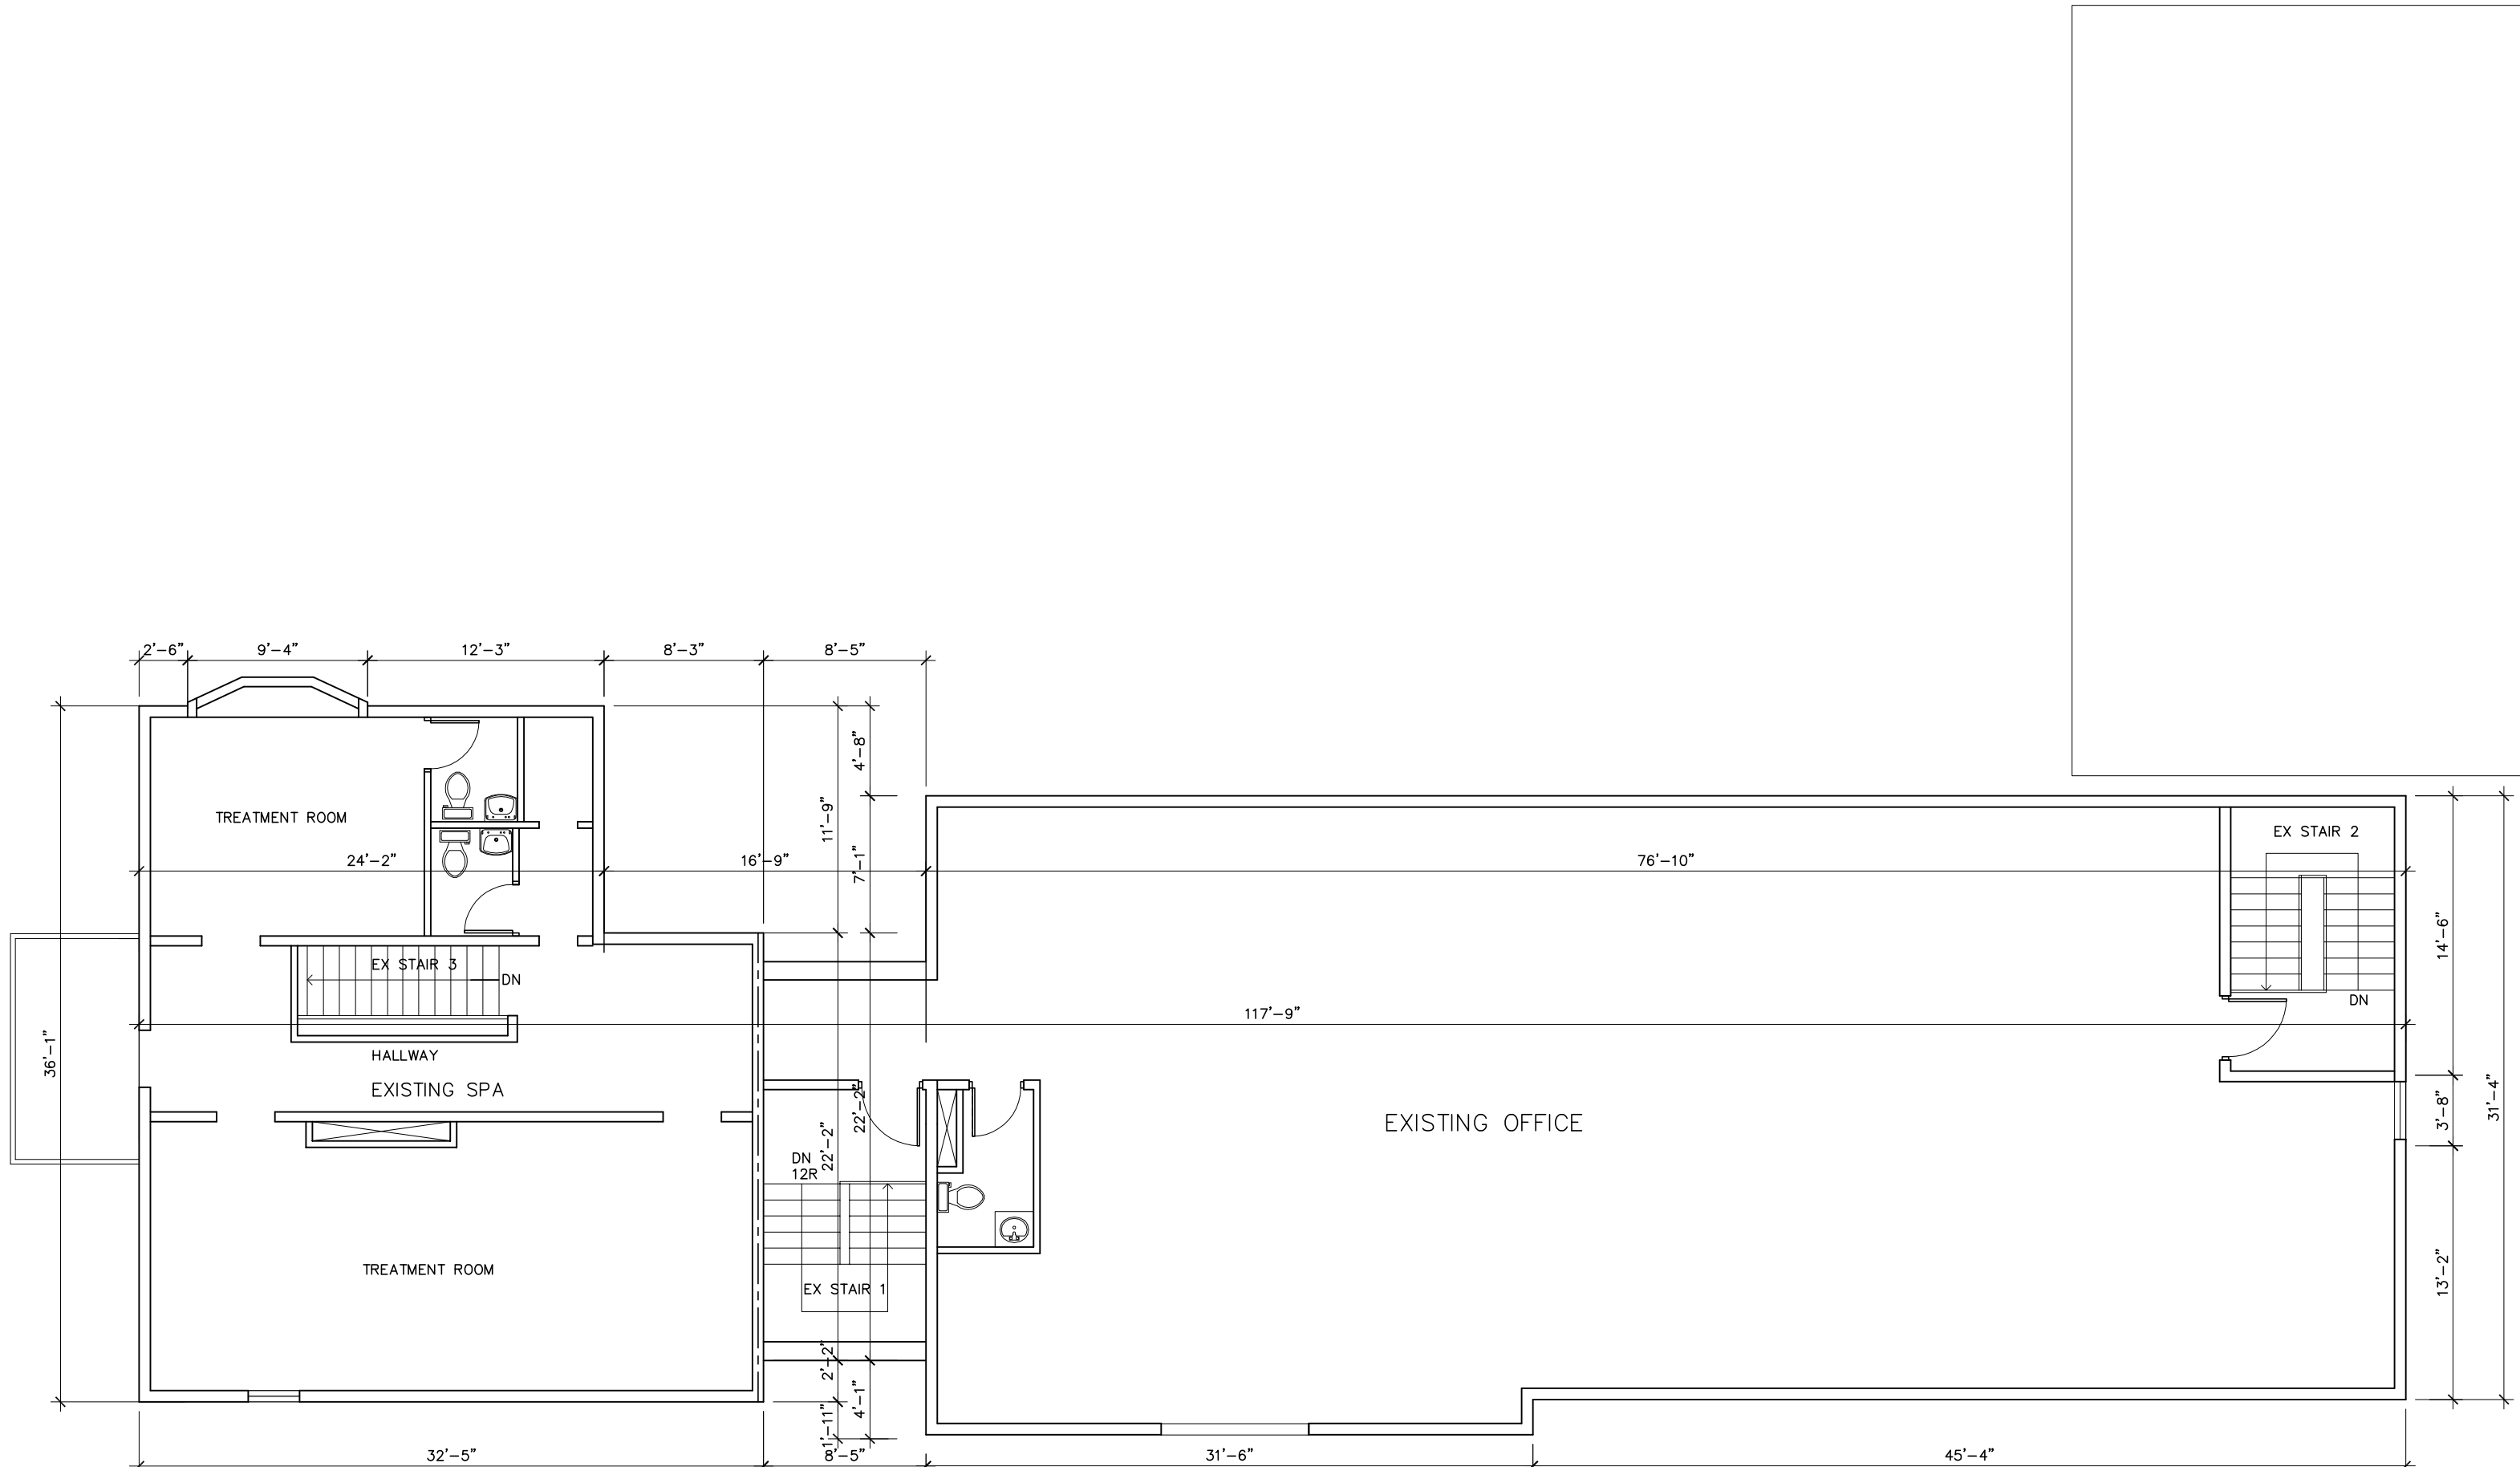 2'-6"
9'-4"
12'-3"
8'-3"
8'-5"
4'-8"
11'-9"
7'-1"
TREATMENT ROOM
EX STAIR 2
24'-2"
16'-9"
76'-10"
14'-6"
EX STAIR 3
DN
DN
117'-9"
36'-1"
HALLWAY
EXISTING SPA
22'-2"
22'-2"
EXISTING OFFICE
3'-8"
31'-4"
DN
12R
TREATMENT ROOM
EX STAIR 1
13'-2"
2'-2"
4'-1"
1'-11"
32'-5"
8'-5"
31'-6"
45'-4"